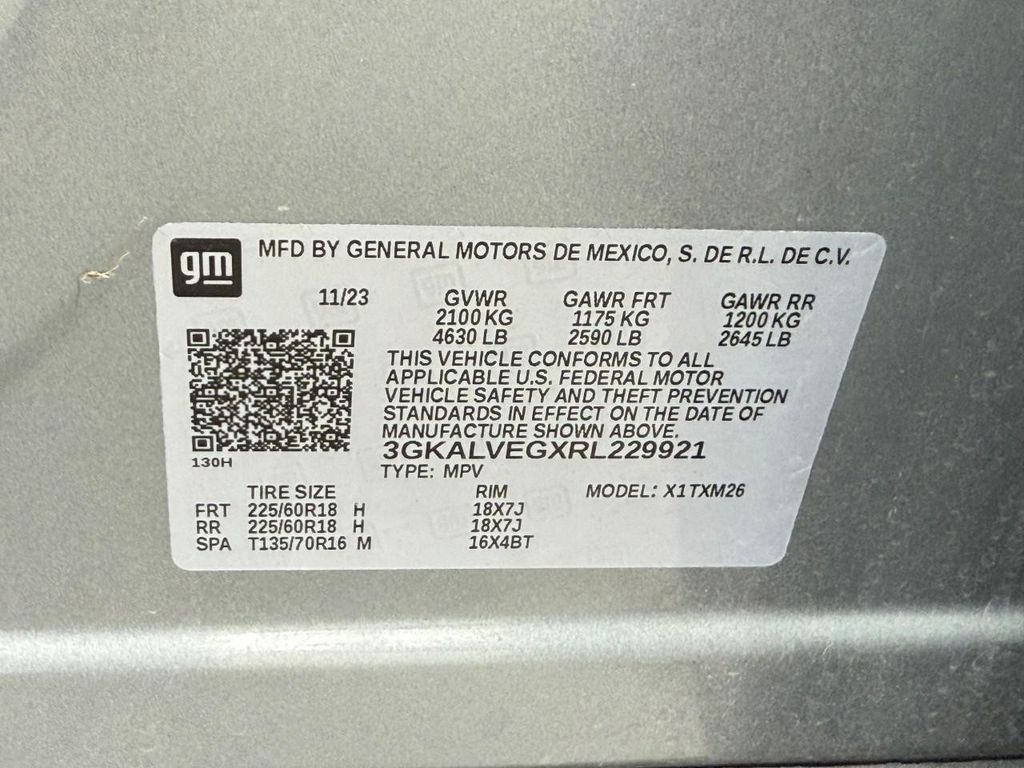 gm
MFD BY GENERAL MOTORS DE MEXICO, S. DE R.L. DE C.V.
11/23 GVWR GAWR FRT GAWR RR
2100 KG 1175 KG 1200 KG
4630 LB 2590 LB 2645 LB
THIS VEHICLE CONFORMS TO ALL
APPLICABLE U.S. FEDERAL MOTOR
VEHICLE SAFETY AND THEFT PREVENTION
STANDARDS IN EFFECT ON THE DATE OF
MANUFACTURE SHOWN ABOVE.
3GKALVEGXRL229921
130H
TYPE: MPV
TIRE SIZE RIM MODEL: X1TXM26
FRT 225/60R18 H 18X7J
RR 225/60R18 H 18X7J
SPA T135/70R16 M 16X4BT